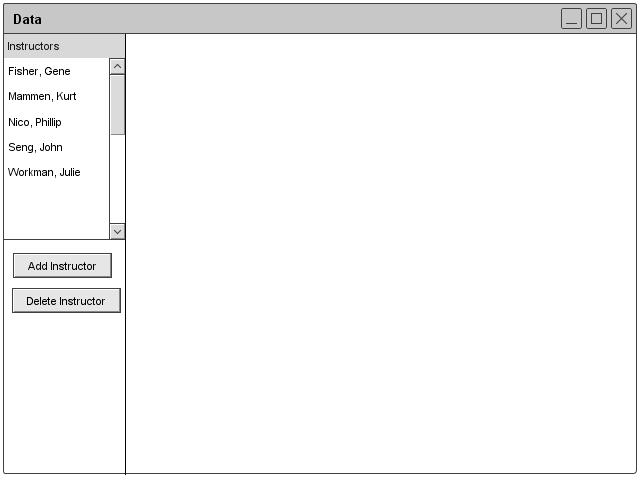 Data
Instructors
Fisher, Gene
Mammen, Kurt
Nico, Phillip
Seng, John
Workman, Julie
Add Instructor
Delete Instructor